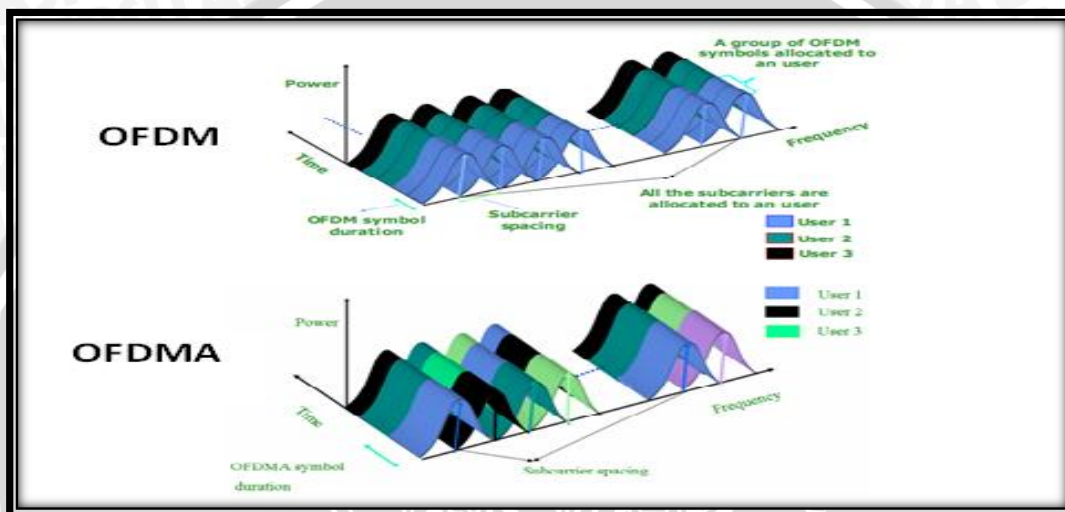 A group of OFDM
symbols allocated to
an user
Power
OFDM
Time
Frequency
OFDM symbol
duration
Subcarrier
spacing
All the subcarriers are
allocated to an user
User 1
User 2
User 3
User 1
User 2
User 3
Power
OFDMA
Time
Frequency
OFDMA symbol
duration
Subcarrier spacing